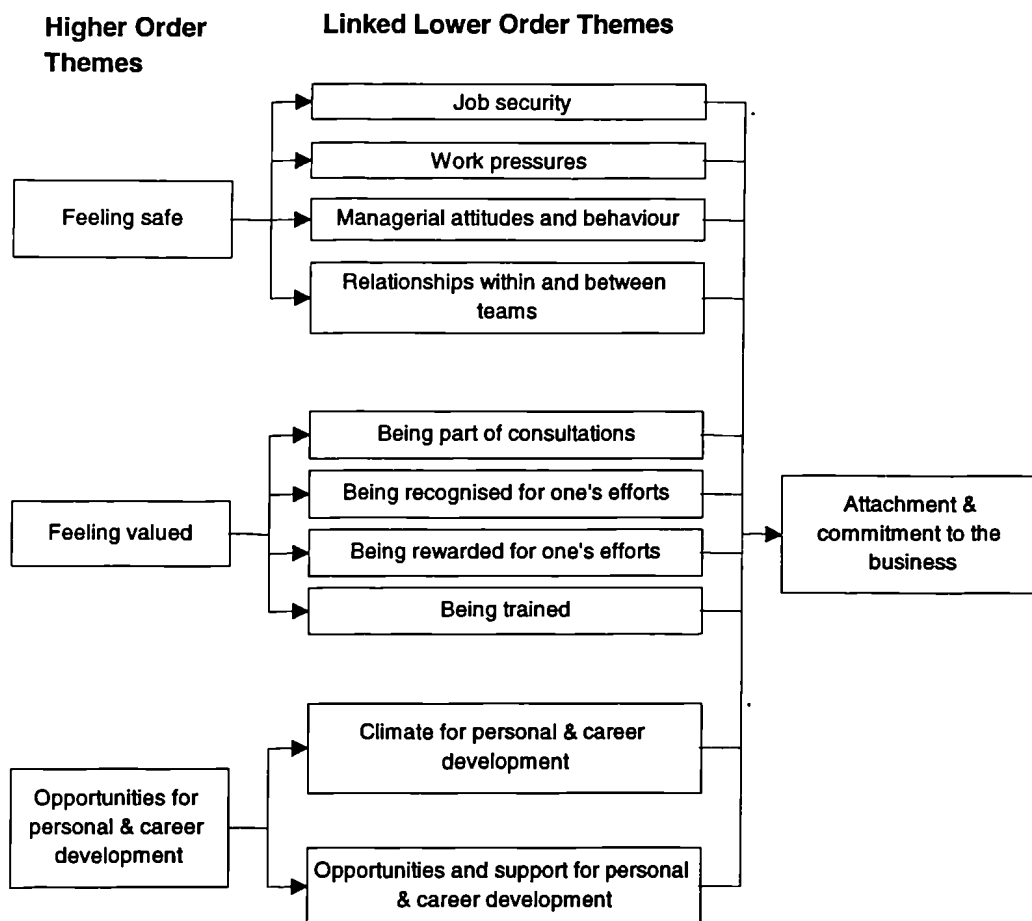 Higher Order
Themes
Linked Lower Order Themes
Feeling safe
Job security
Work pressures
Managerial attitudes and behaviour
Relationships within and between
teams
Feeling valued
Being part of consultations
Being recognised for one's efforts
Being rewarded for one's efforts
Being trained
Opportunities for
personal & career
development
Climate for personal & career
development
Opportunities and support for personal
& career development
Attachment &
commitment to the
business